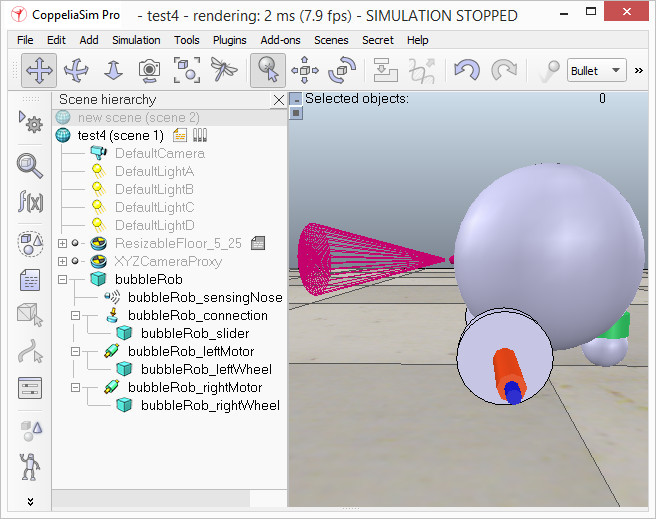 CoppeliaSim Pro - test4 - rendering: 2 ms (7.9 fps) - SIMULATION STOPPED
File Edit Add Simulation Tools Plugins Add-ons Scenes Secret Help
Bullet »
Scene hierarchy
Selected objects: 0
new scene (scene 2)
test4 (scene 1)
DefaultCamera
DefaultLightA
DefaultLightB
DefaultLightC
DefaultLightD
ResizableFloor_5_25
XYZCameraProxy
bubbleRob
bubbleRob_sensingNose
bubbleRob_connection
bubbleRob_slider
bubbleRob_leftMotor
bubbleRob_leftWheel
bubbleRob_rightMotor
bubbleRob_rightWheel
f(x)